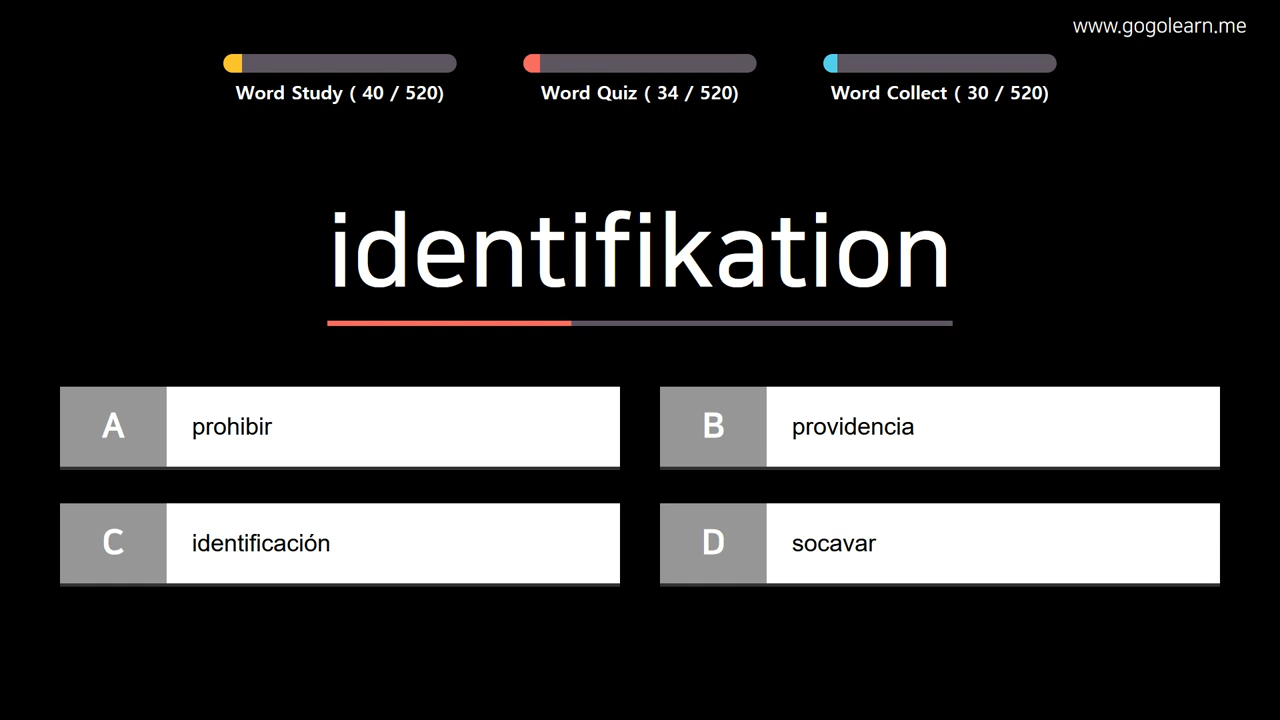 www.gogolearn.me
Word Study ( 40 / 520)
Word Quiz ( 34 / 520)
Word Collect ( 30 / 520)
identifikation
A
prohibir
B
providencia
C
identificación
D
socavar